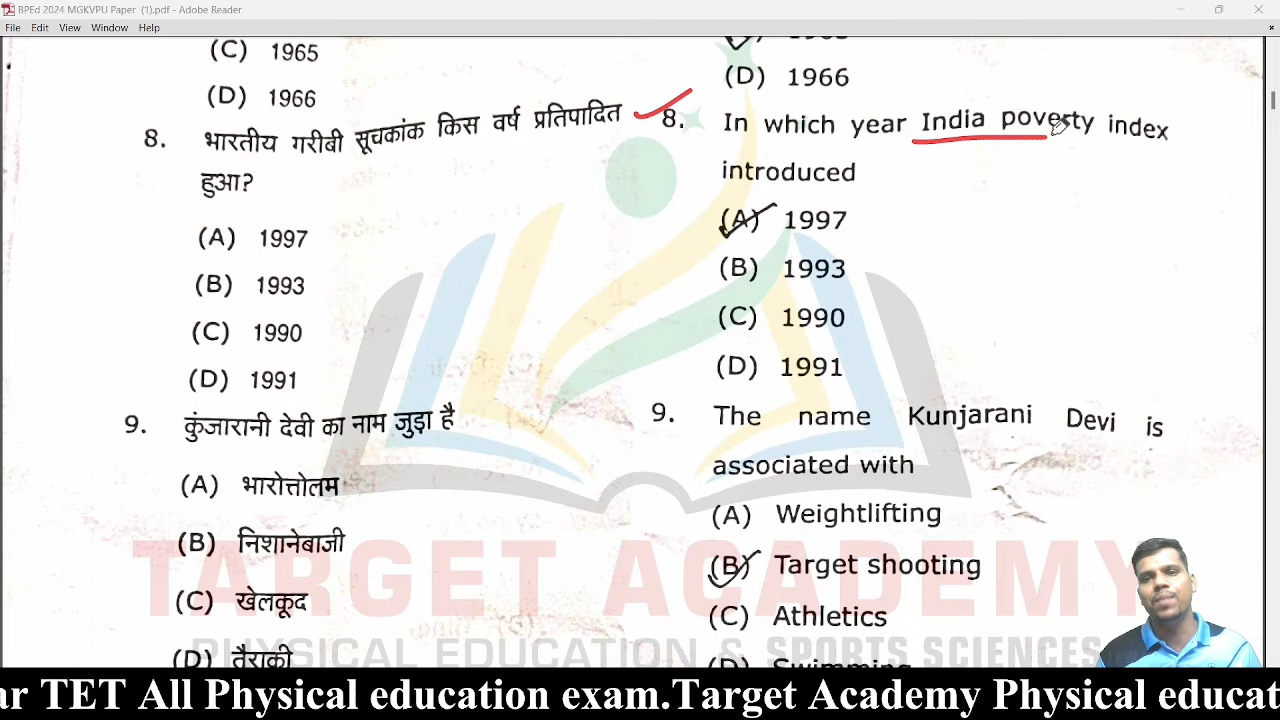 BPEd 2024 MGKVPU Paper (1).pdf - Adobe Reader
File Edit View Window Help
(C) 1965
(D) 1966
8. भारतीय गरीबी सूचकांक किस वर्ष प्रतिपादित
हुआ?
(A) 1997
(B) 1993
(C) 1990
(D) 1991
9. कुंजारानी देवी का नाम जुड़ा है
(A) भारोत्तोलम
(B) निशानेबाजी
(C) खेलकूद
(D) तैराकी
(D) 1966
8. In which year India poversty index
introduced
(A) 1997
(B) 1993
(C) 1990
(D) 1991
9. The name Kunjarani Devi is
associated with
(A) Weightlifting
(B) Target shooting
(C) Athletics
(D) Swimming
TARGET ACADEMY
PHYSICAL EDUCATION & SPORTS SCIENCES
ar TET All Physical education exam.Target Academy Physical educat